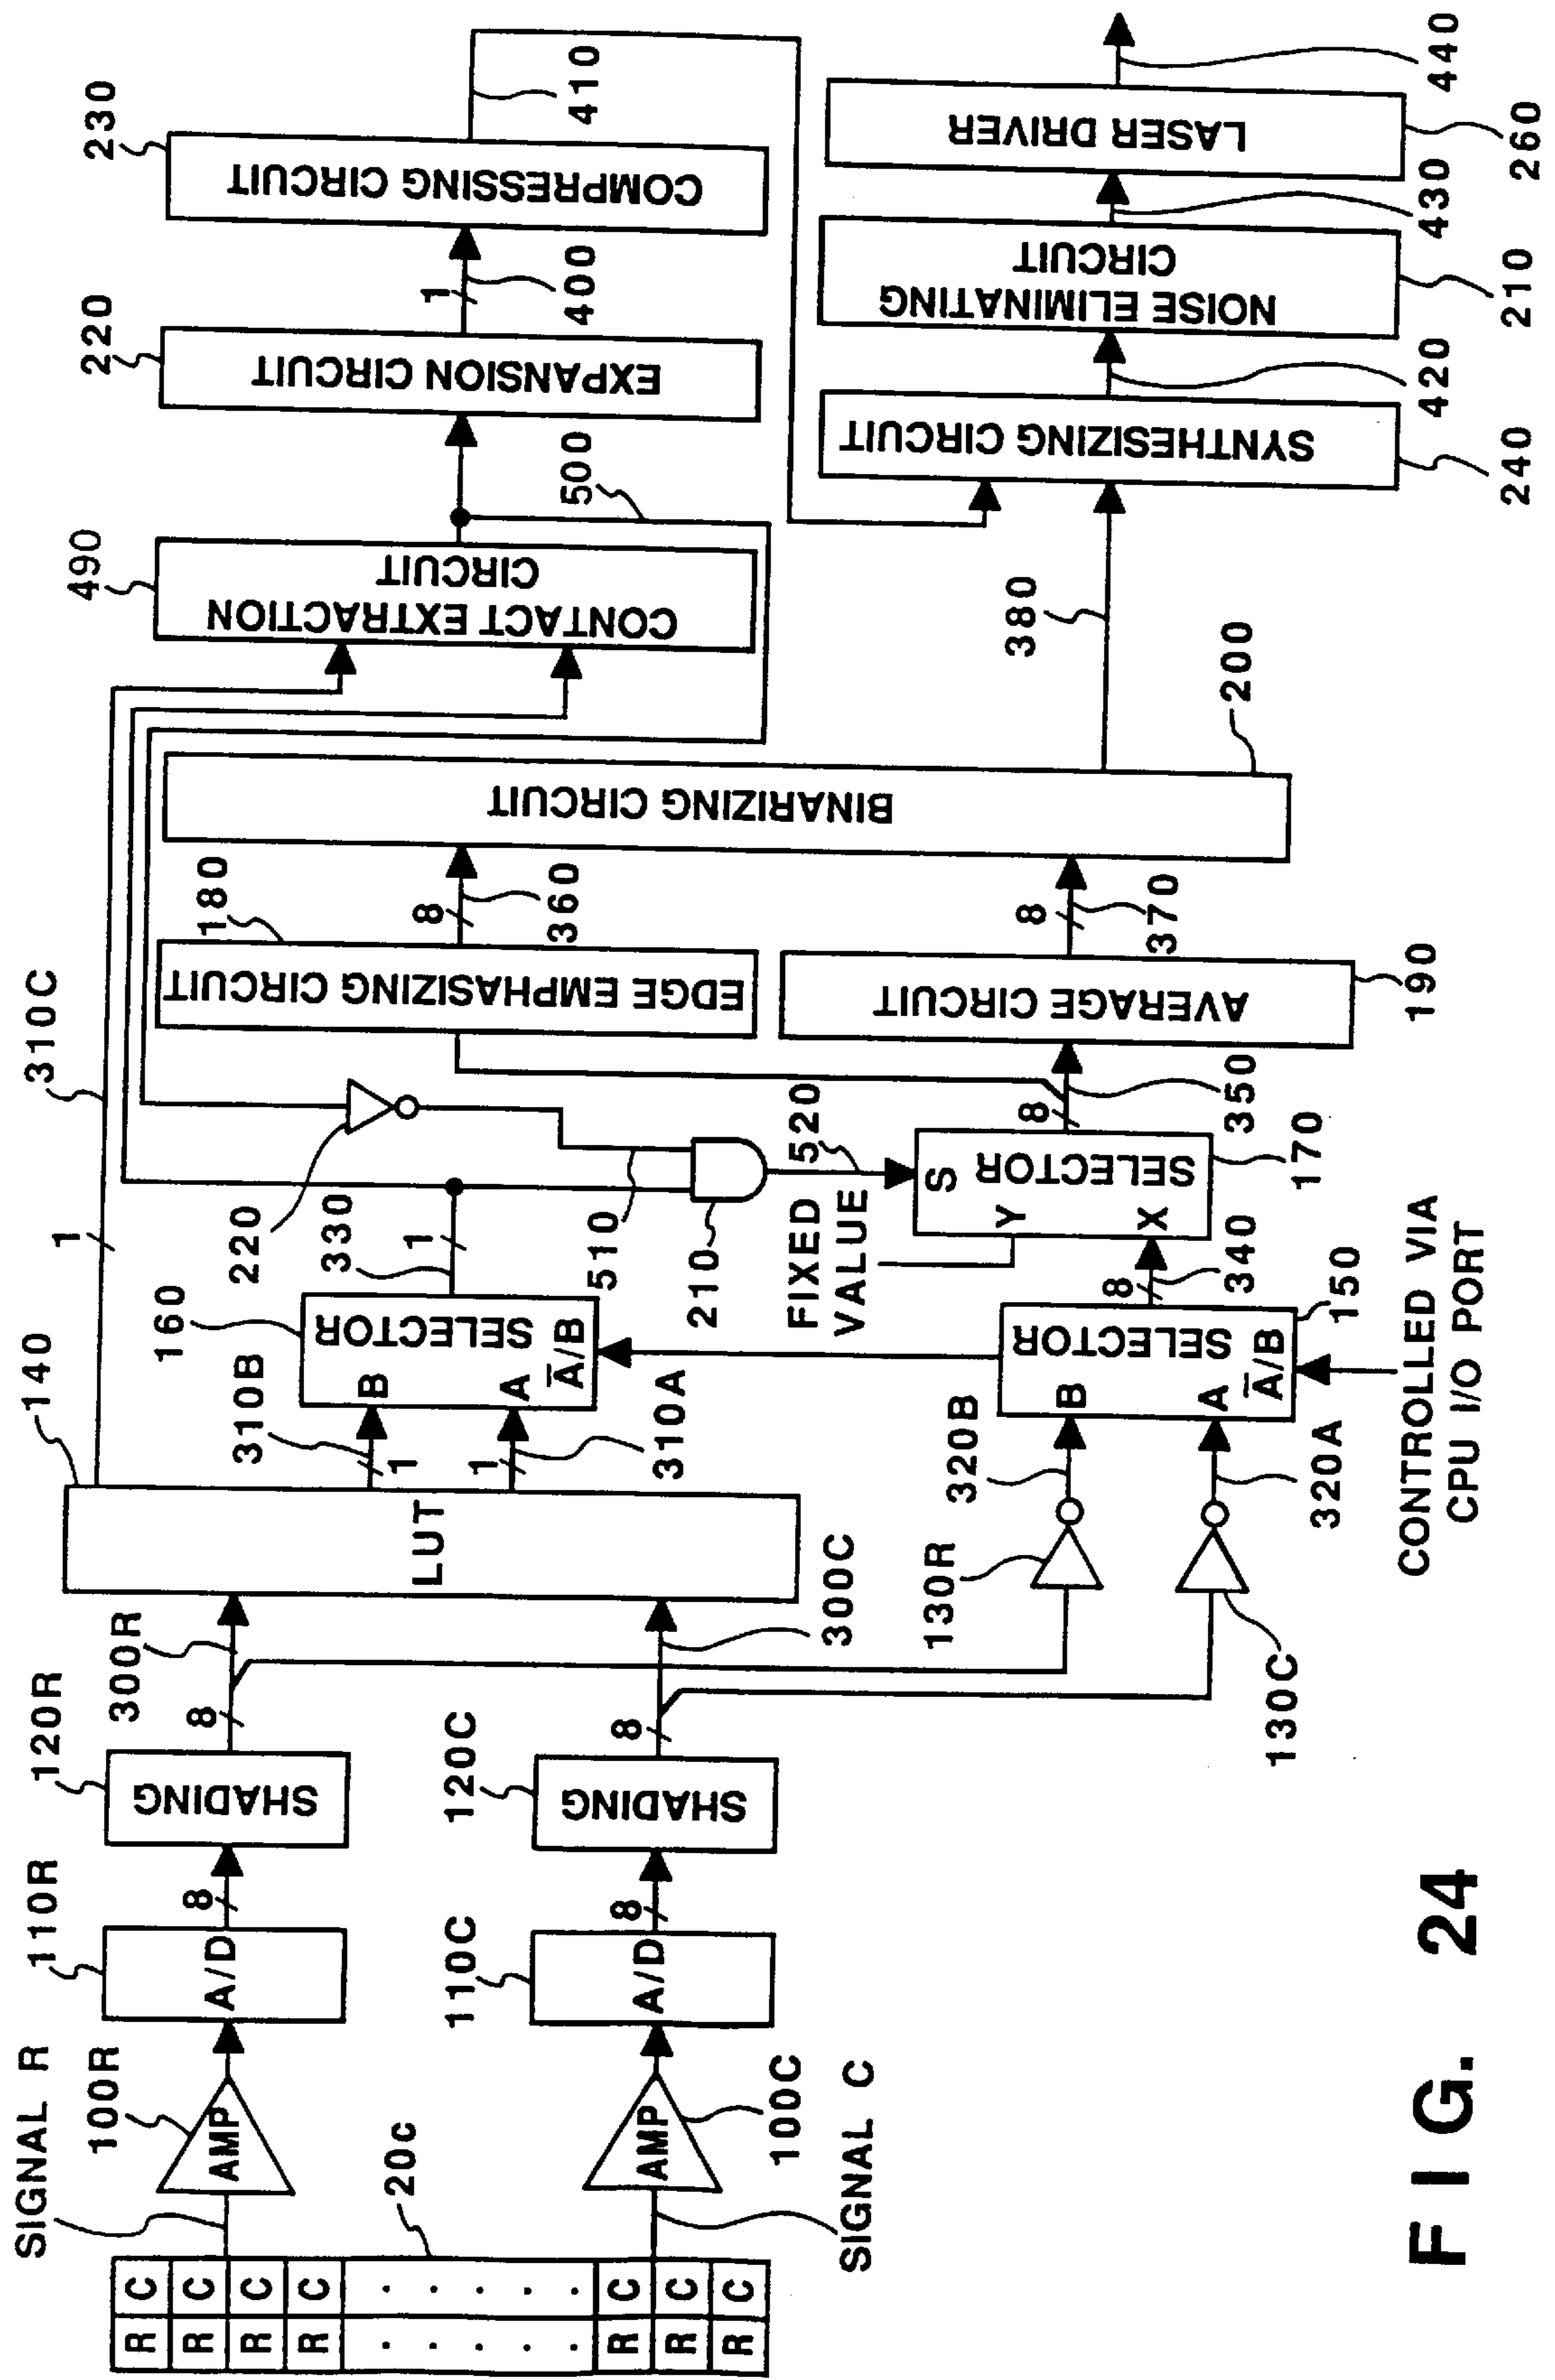 R C
R C
R C
R C
. .
. .
. .
. .
. .
R C
R C
R C
20c
SIGNAL R
100R
AMP
110R
A/D
8
120R
SHADING
8
300R
SIGNAL C
100C
AMP
110C
A/D
8
120C
SHADING
8
300C
140
LUT
1
310C
310B
1
1
310A
160
B
A
SELECTOR
A̅/B
330
1
220
510
210
520
130R
320B
130C
320A
B
A
SELECTOR
A̅/B
150
CONTROLLED VIA
CPU I/O PORT
8
340
FIXED
VALUE
S
Y
X
SELECTOR
170
8
350
180
EDGE EMPHASIZING CIRCUIT
8
360
AVERAGE CIRCUIT
190
8
370
BINARIZING CIRCUIT
200
380
490
CONTACT EXTRACTION
CIRCUIT
500
220
EXPANSION CIRCUIT
1
400
230
COMPRESSING CIRCUIT
410
SYNTHESIZING CIRCUIT
240
420
NOISE ELIMINATING
CIRCUIT
210
430
LASER DRIVER
260
440
FIG. 24